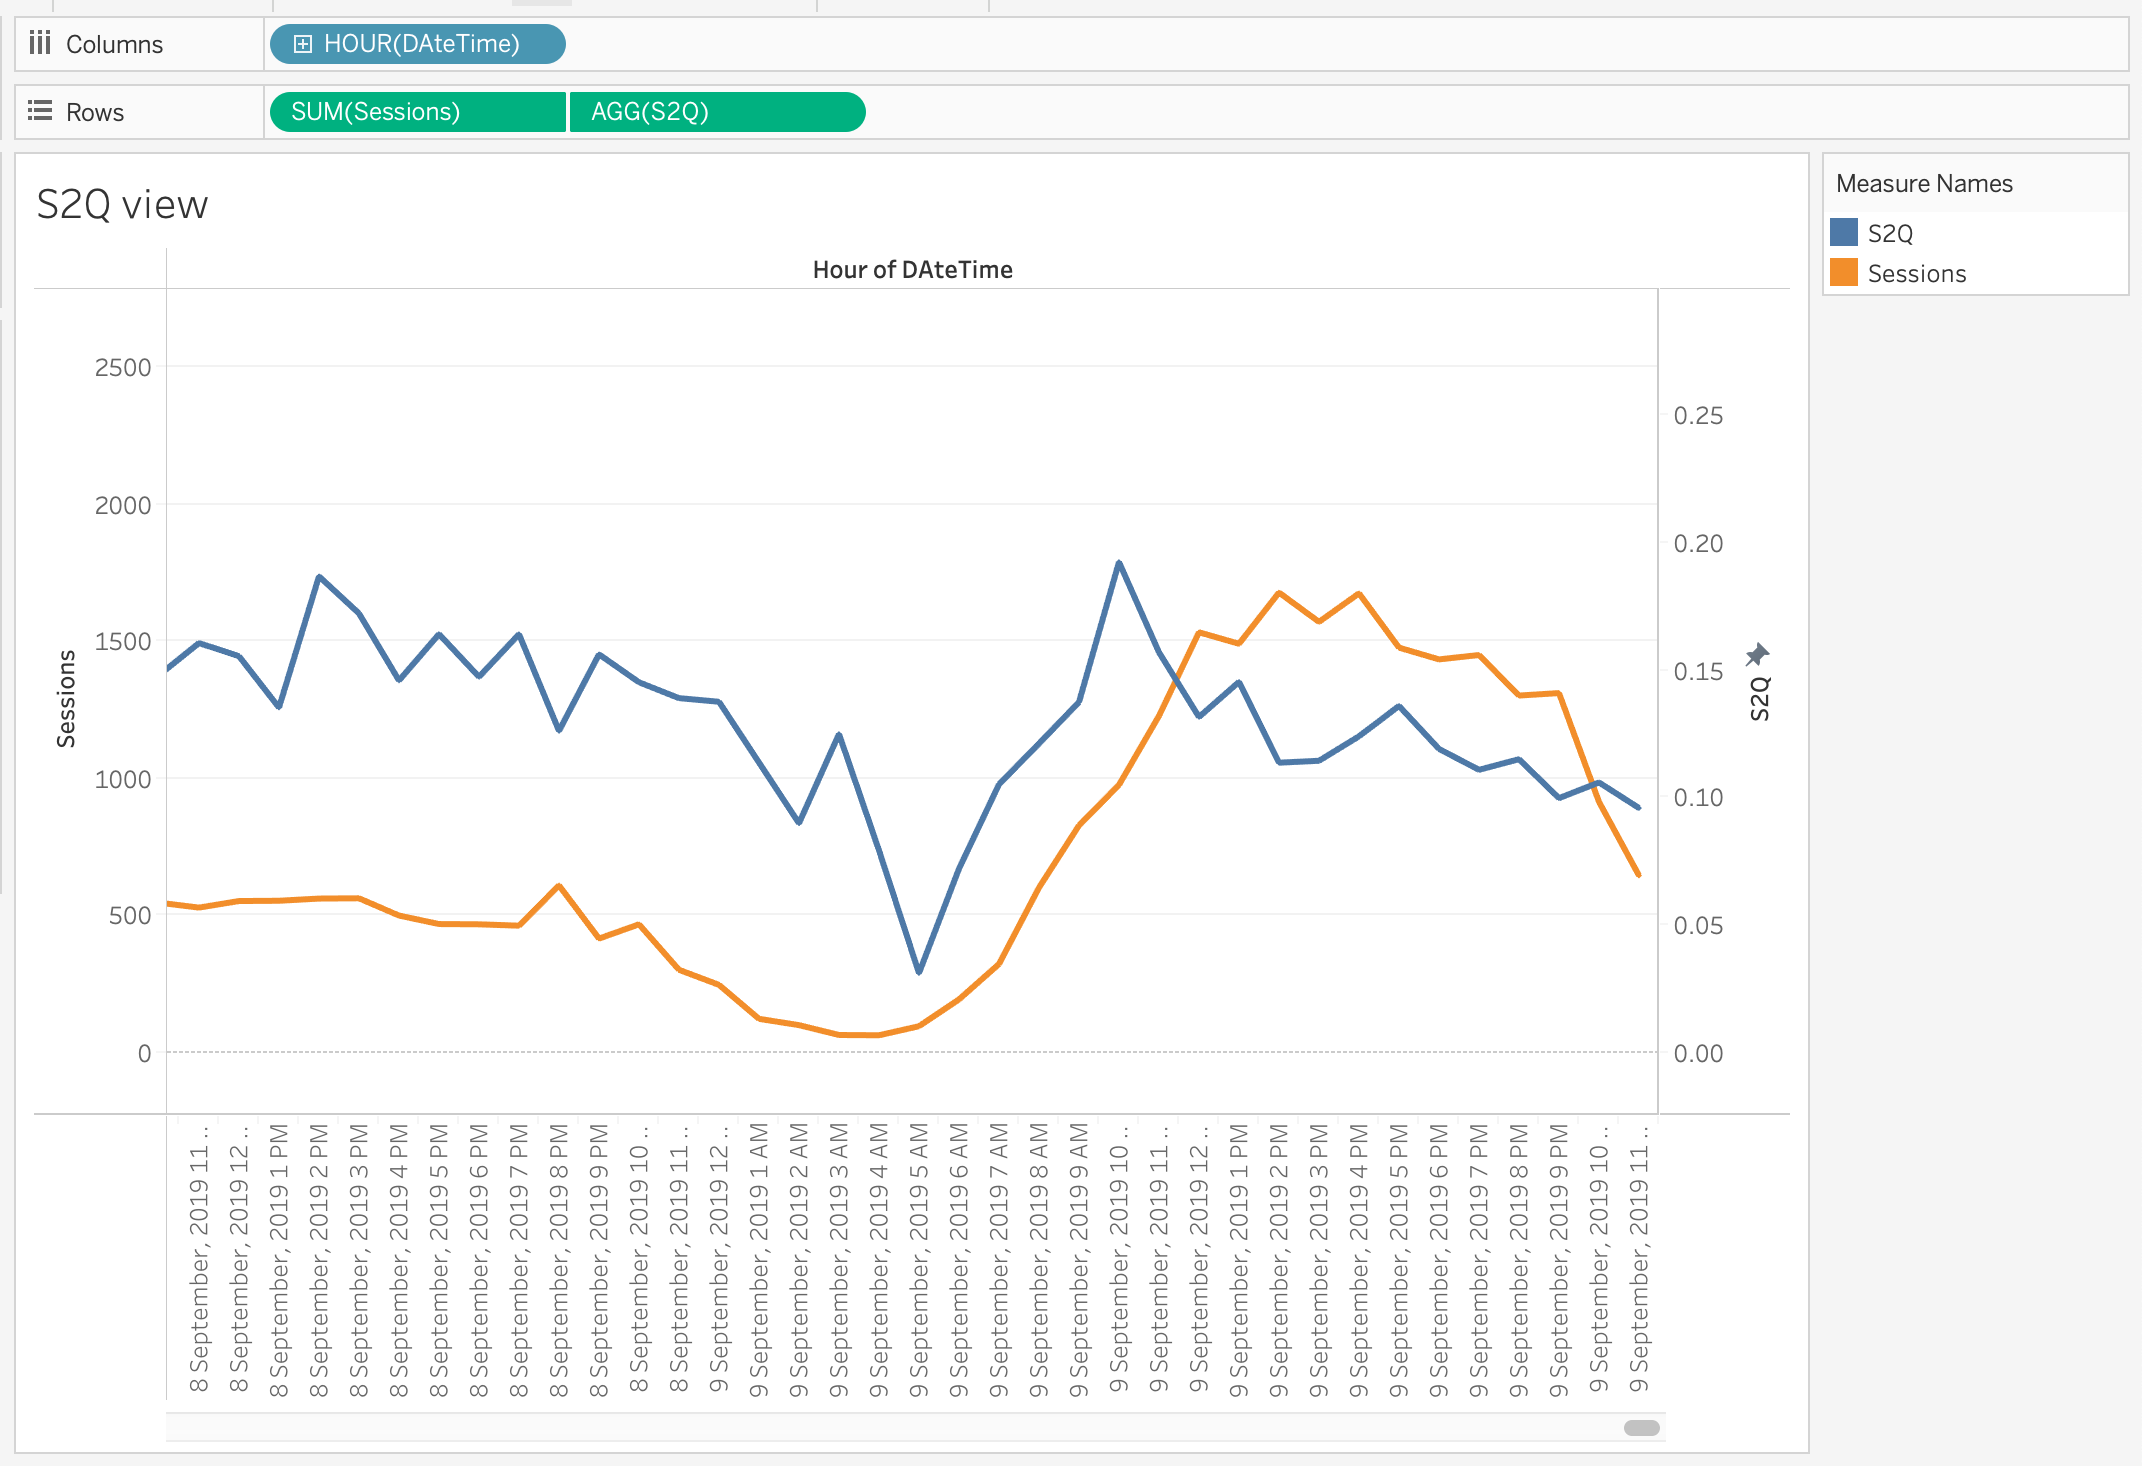 Columns
HOUR(DAteTime)
Rows
SUM(Sessions)
AGG(S2Q)
S2Q view
Measure Names
S2Q
Sessions
Hour of DAteTime
2500
2000
1500
1000
500
0
Sessions
0.25
0.20
0.15
0.10
0.05
0.00
S2Q
8 September, 2019 11 ..
8 September, 2019 12 ..
8 September, 2019 1 PM
8 September, 2019 2 PM
8 September, 2019 3 PM
8 September, 2019 4 PM
8 September, 2019 5 PM
8 September, 2019 6 PM
8 September, 2019 7 PM
8 September, 2019 8 PM
8 September, 2019 9 PM
8 September, 2019 10 ..
8 September, 2019 11 ..
9 September, 2019 12 ..
9 September, 2019 1 AM
9 September, 2019 2 AM
9 September, 2019 3 AM
9 September, 2019 4 AM
9 September, 2019 5 AM
9 September, 2019 6 AM
9 September, 2019 7 AM
9 September, 2019 8 AM
9 September, 2019 9 AM
9 September, 2019 10 ..
9 September, 2019 11 ..
9 September, 2019 12 ..
9 September, 2019 1 PM
9 September, 2019 2 PM
9 September, 2019 3 PM
9 September, 2019 4 PM
9 September, 2019 5 PM
9 September, 2019 6 PM
9 September, 2019 7 PM
9 September, 2019 8 PM
9 September, 2019 9 PM
9 September, 2019 10 ..
9 September, 2019 11 ..